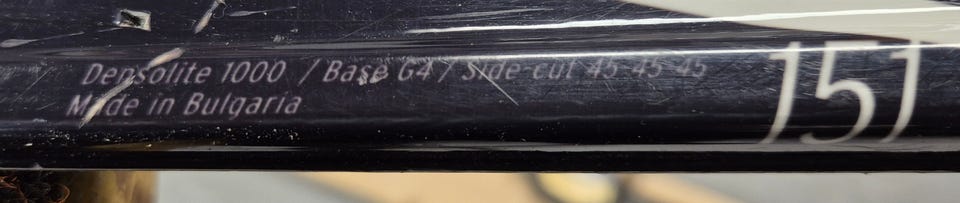 Densolite 1000 / Base G4 / Side-cut 45-45-45
Made in Bulgaria
151